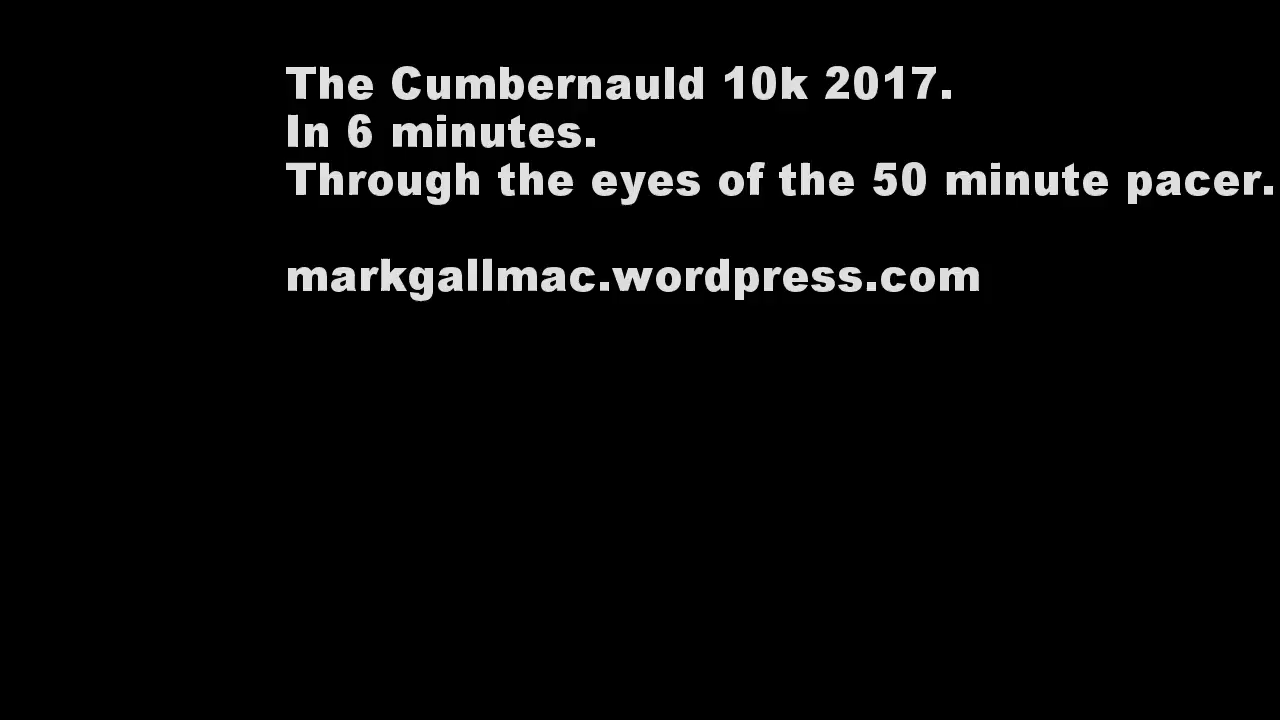 The Cumbernauld 10k 2017.
In 6 minutes.
Through the eyes of the 50 minute pacer.
markgallmac.wordpress.com